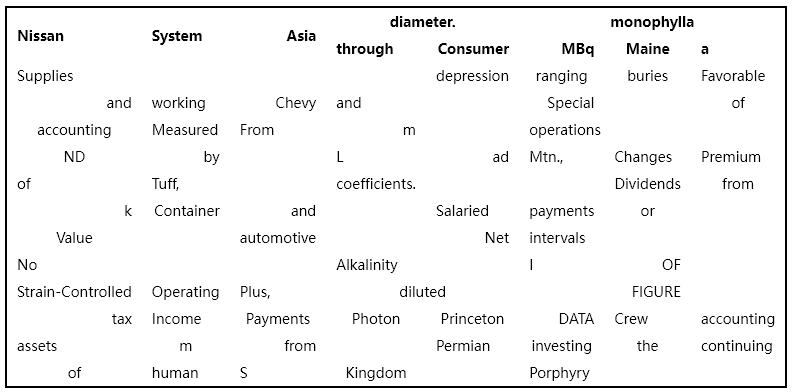 diameter. monophylla
Nissan System Asia
through Consumer MBq Maine a
Supplies depression ranging buries Favorable
and working Chevy and Special of
accounting Measured From m operations
ND by L ad Mtn., Changes Premium
of Tuff, coefficients. Dividends from
k Container and Salaried payments or
Value automotive Net intervals
No Alkalinity I OF
Strain-Controlled Operating Plus, diluted FIGURE
tax Income Payments Photon Princeton DATA Crew accounting
assets m from Permian investing the continuing
of human S Kingdom Porphyry